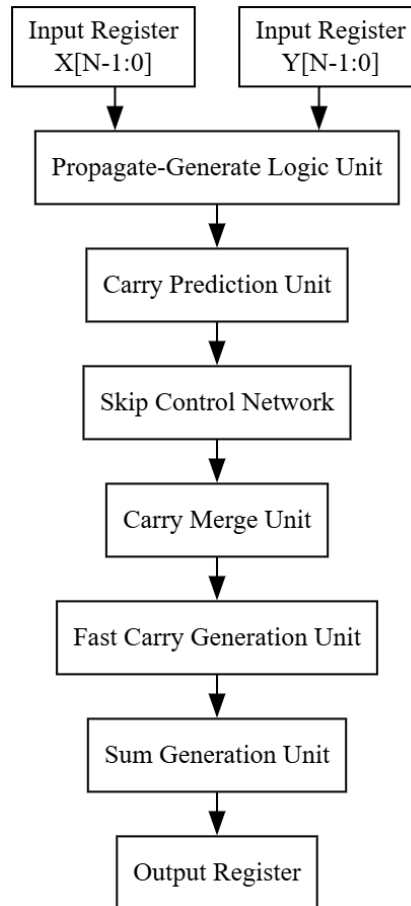 Input Register
X[N-1:0]
Input Register
Y[N-1:0]
Propagate-Generate Logic Unit
Carry Prediction Unit
Skip Control Network
Carry Merge Unit
Fast Carry Generation Unit
Sum Generation Unit
Output Register